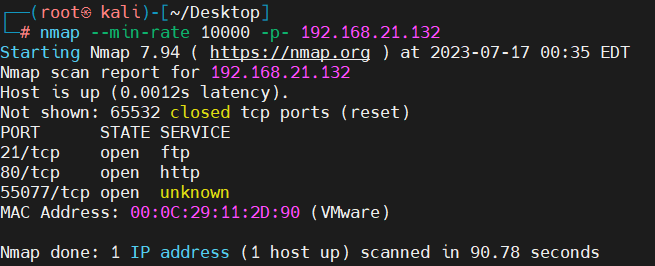 ┌──(root㉿ kali)-[~/Desktop]
└─# nmap --min-rate 10000 -p- 192.168.21.132
Starting Nmap 7.94 ( https://nmap.org ) at 2023-07-17 00:35 EDT
Nmap scan report for 192.168.21.132
Host is up (0.0012s latency).
Not shown: 65532 closed tcp ports (reset)
PORT      STATE SERVICE
21/tcp    open  ftp
80/tcp    open  http
55077/tcp open  unknown
MAC Address: 00:0C:29:11:2D:90 (VMware)
Nmap done: 1 IP address (1 host up) scanned in 90.78 seconds